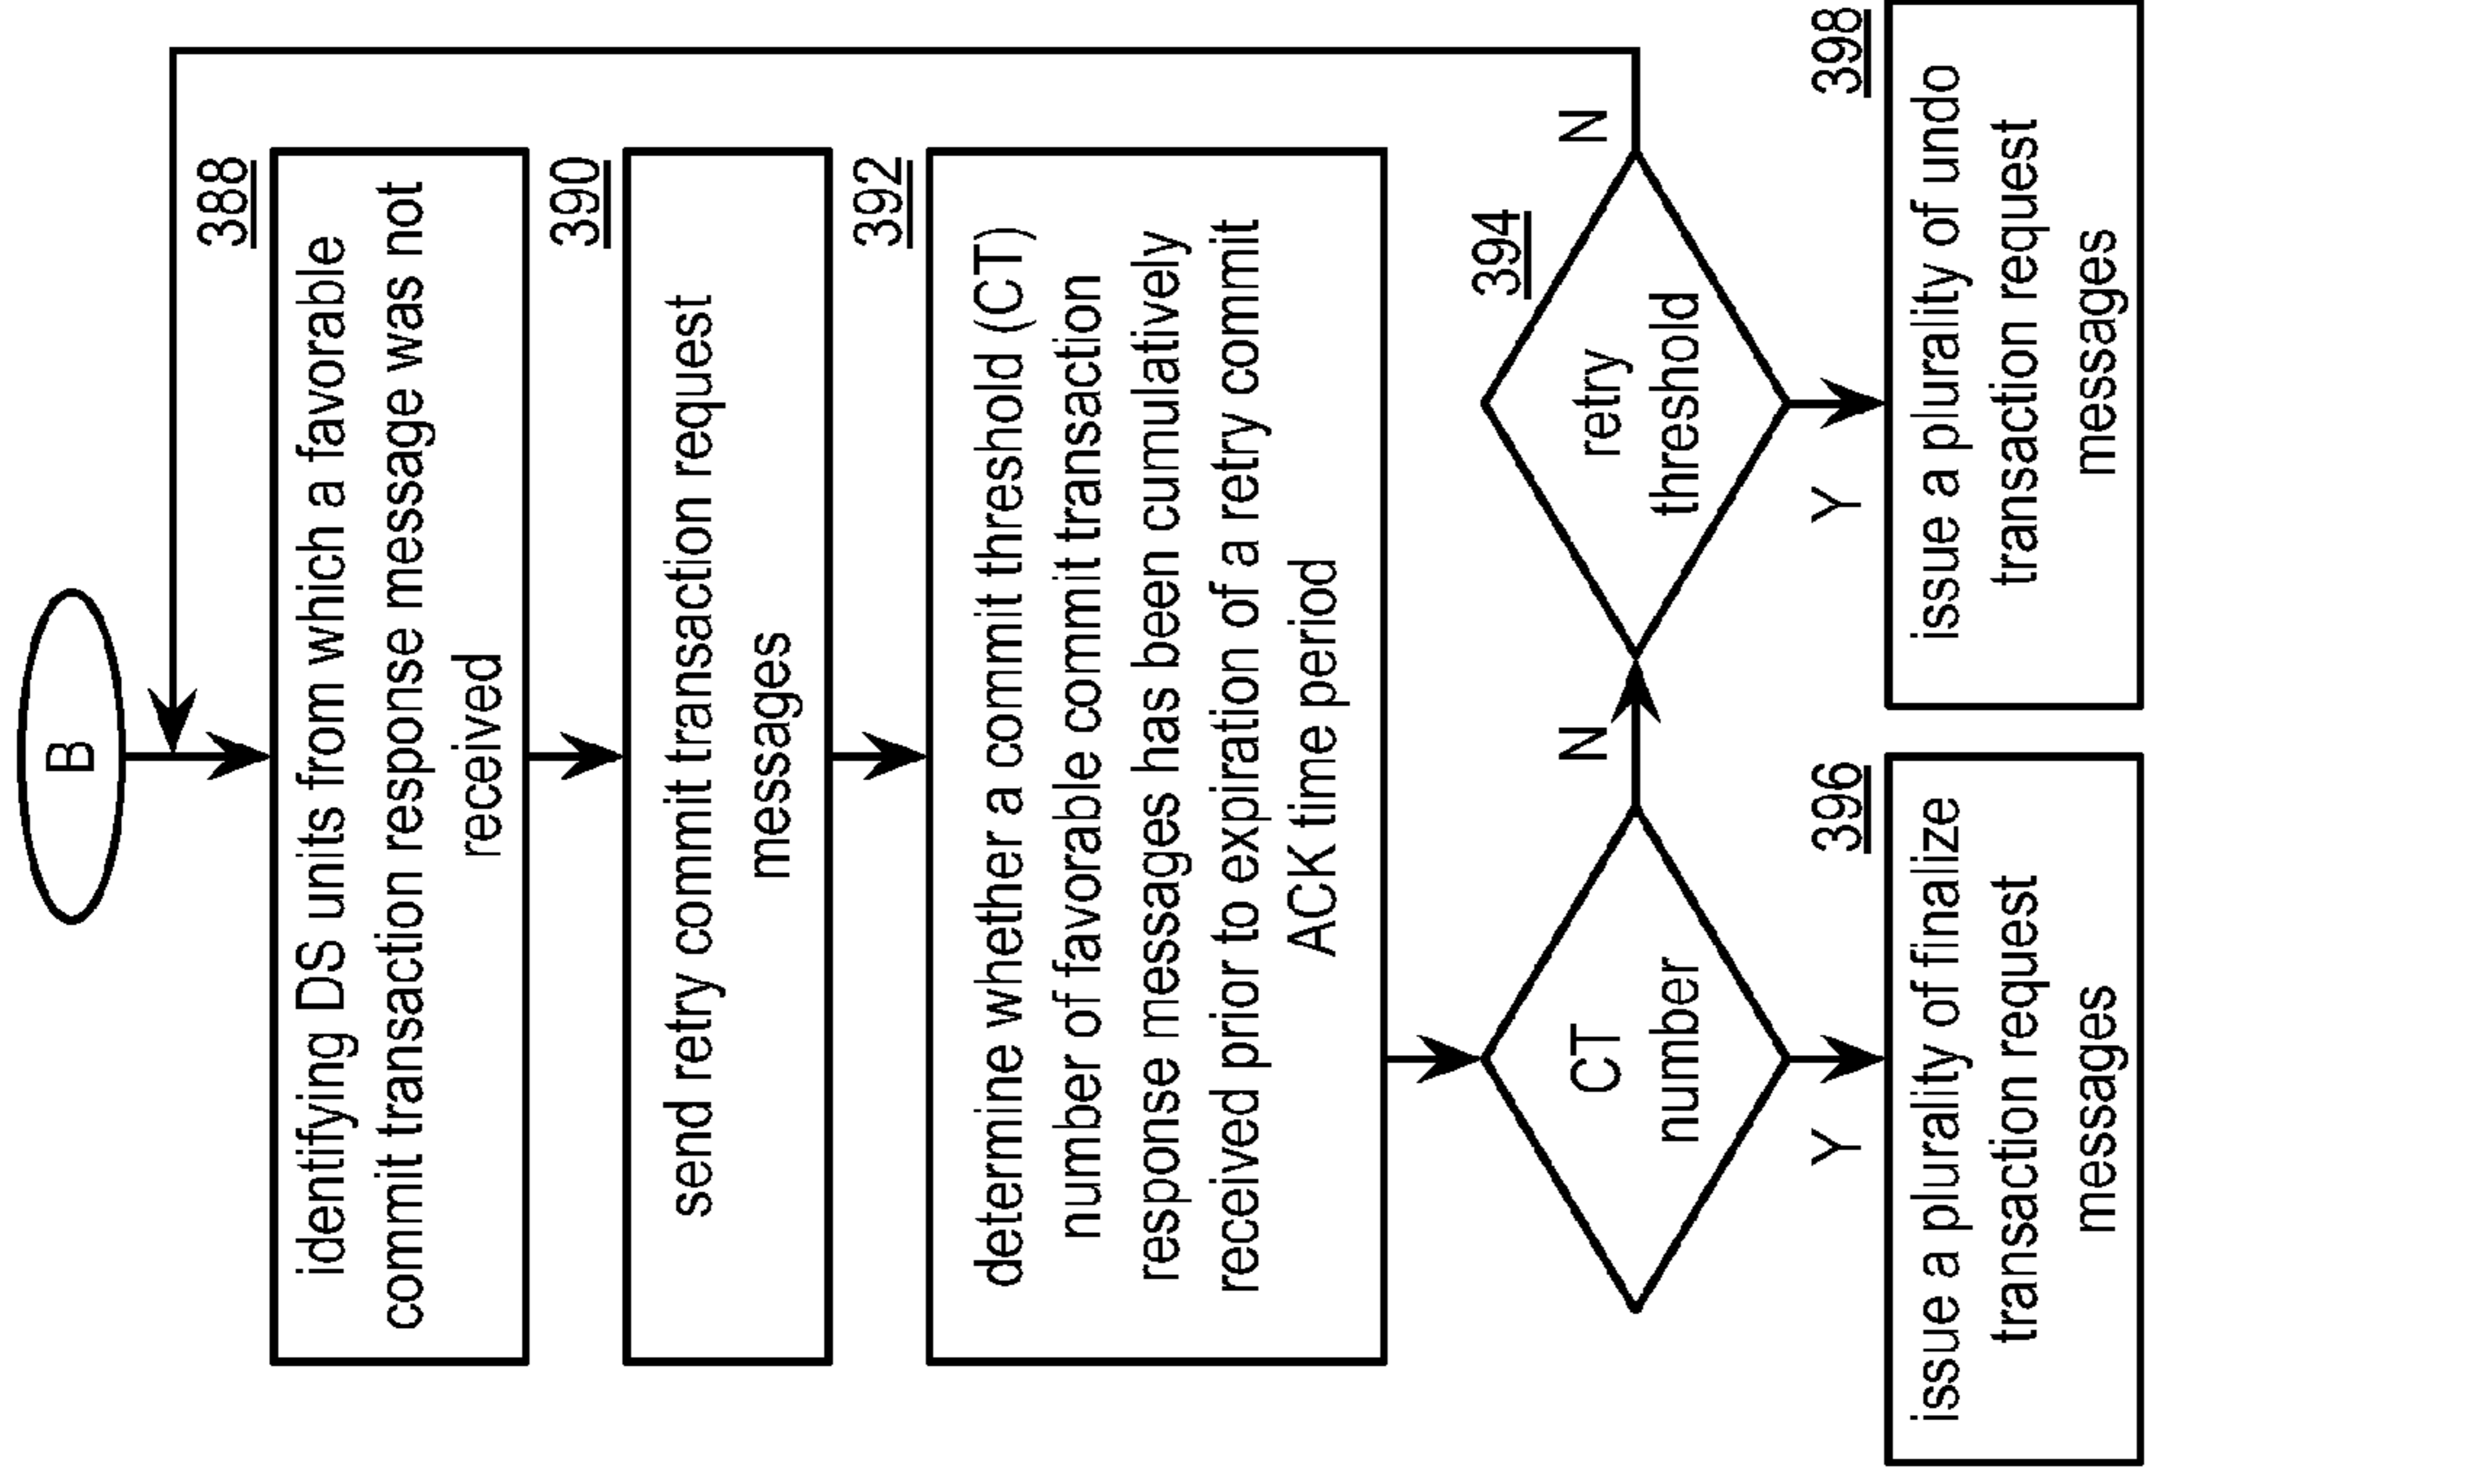 B
388
identifying DS units from which a favorable
commit transaction response message was not
received
390
send retry commit transaction request
messages
392
determine whether a commit threshold (CT)
number of favorable commit transaction
response messages has been cumulatively
received prior to expiration of a retry commit
ACK time period
CT
number
N
394
retry
threshold
N
Y
396
issue a plurality of finalize
transaction request
messages
Y
398
issue a plurality of undo
transaction request
messages